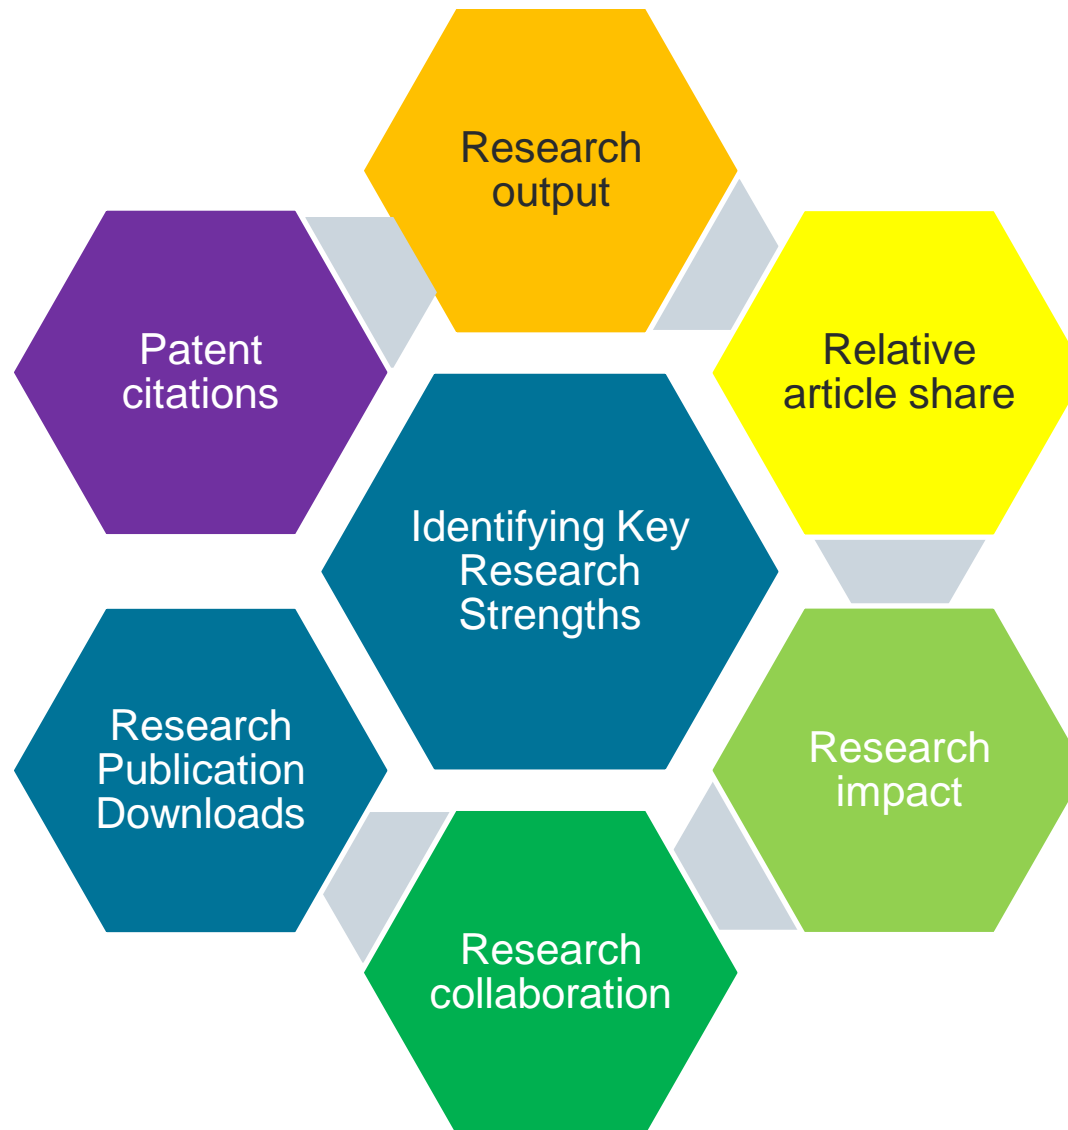 Research
output
Patent
citations
Relative
article share
Identifying Key
Research
Strengths
Research
Publication
Downloads
Research
impact
Research
collaboration